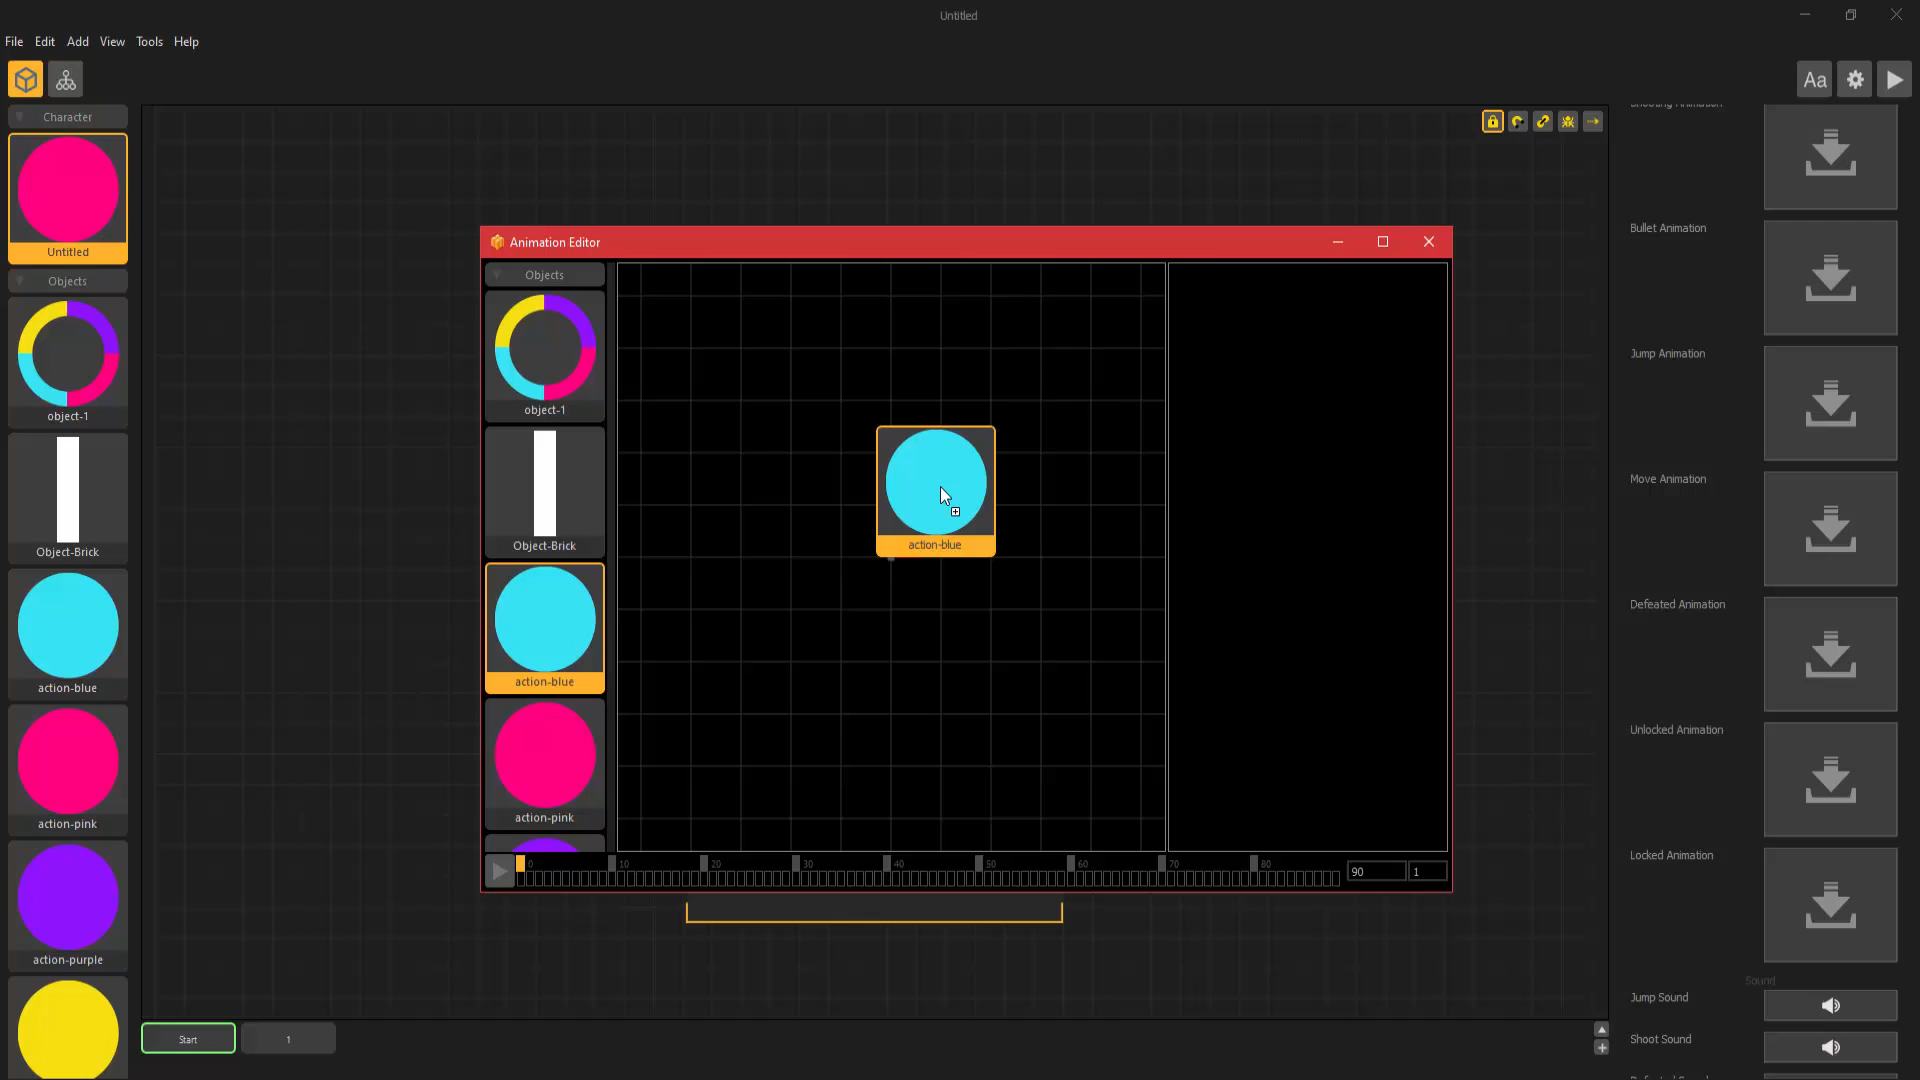 Untitled
File Edit Add View Tools Help
Aa
Character
Untitled
Objects
object-1
Object-Brick
action-blue
action-pink
action-purple
Animation Editor
Objects
object-1
Object-Brick
action-blue
action-pink
action-blue
0 10 20 30 40 50 60 70 80
90 1
Start 1
Shooting Animation
Bullet Animation
Jump Animation
Move Animation
Defeated Animation
Unlocked Animation
Locked Animation
Sound
Jump Sound
Shoot Sound